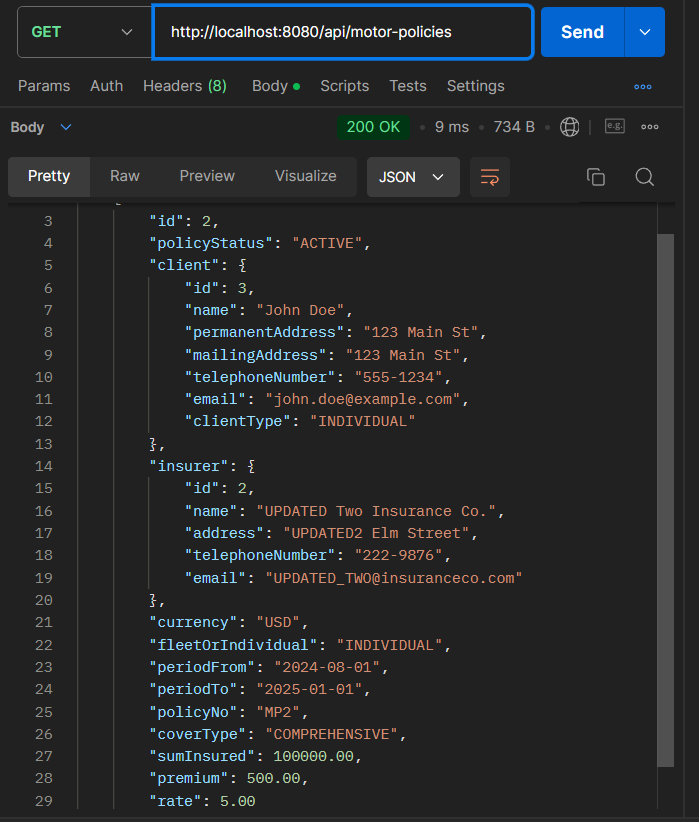 GET http://localhost:8080/api/motor-policies Send
Params Auth Headers (8) Body Scripts Tests Settings
Body 200 OK 9 ms 734 B e.g.
Pretty Raw Preview Visualize JSON
3 "id": 2,
4 "policyStatus": "ACTIVE",
5 "client": {
6 "id": 3,
7 "name": "John Doe",
8 "permanentAddress": "123 Main St",
9 "mailingAddress": "123 Main St",
10 "telephoneNumber": "555-1234",
11 "email": "john.doe@example.com",
12 "clientType": "INDIVIDUAL"
13 },
14 "insurer": {
15 "id": 2,
16 "name": "UPDATED Two Insurance Co.",
17 "address": "UPDATED2 Elm Street",
18 "telephoneNumber": "222-9876",
19 "email": "UPDATED_TWO@insuranceco.com"
20 },
21 "currency": "USD",
22 "fleetOrIndividual": "INDIVIDUAL",
23 "periodFrom": "2024-08-01",
24 "periodTo": "2025-01-01",
25 "policyNo": "MP2",
26 "coverType": "COMPREHENSIVE",
27 "sumInsured": 100000.00,
28 "premium": 500.00,
29 "rate": 5.00